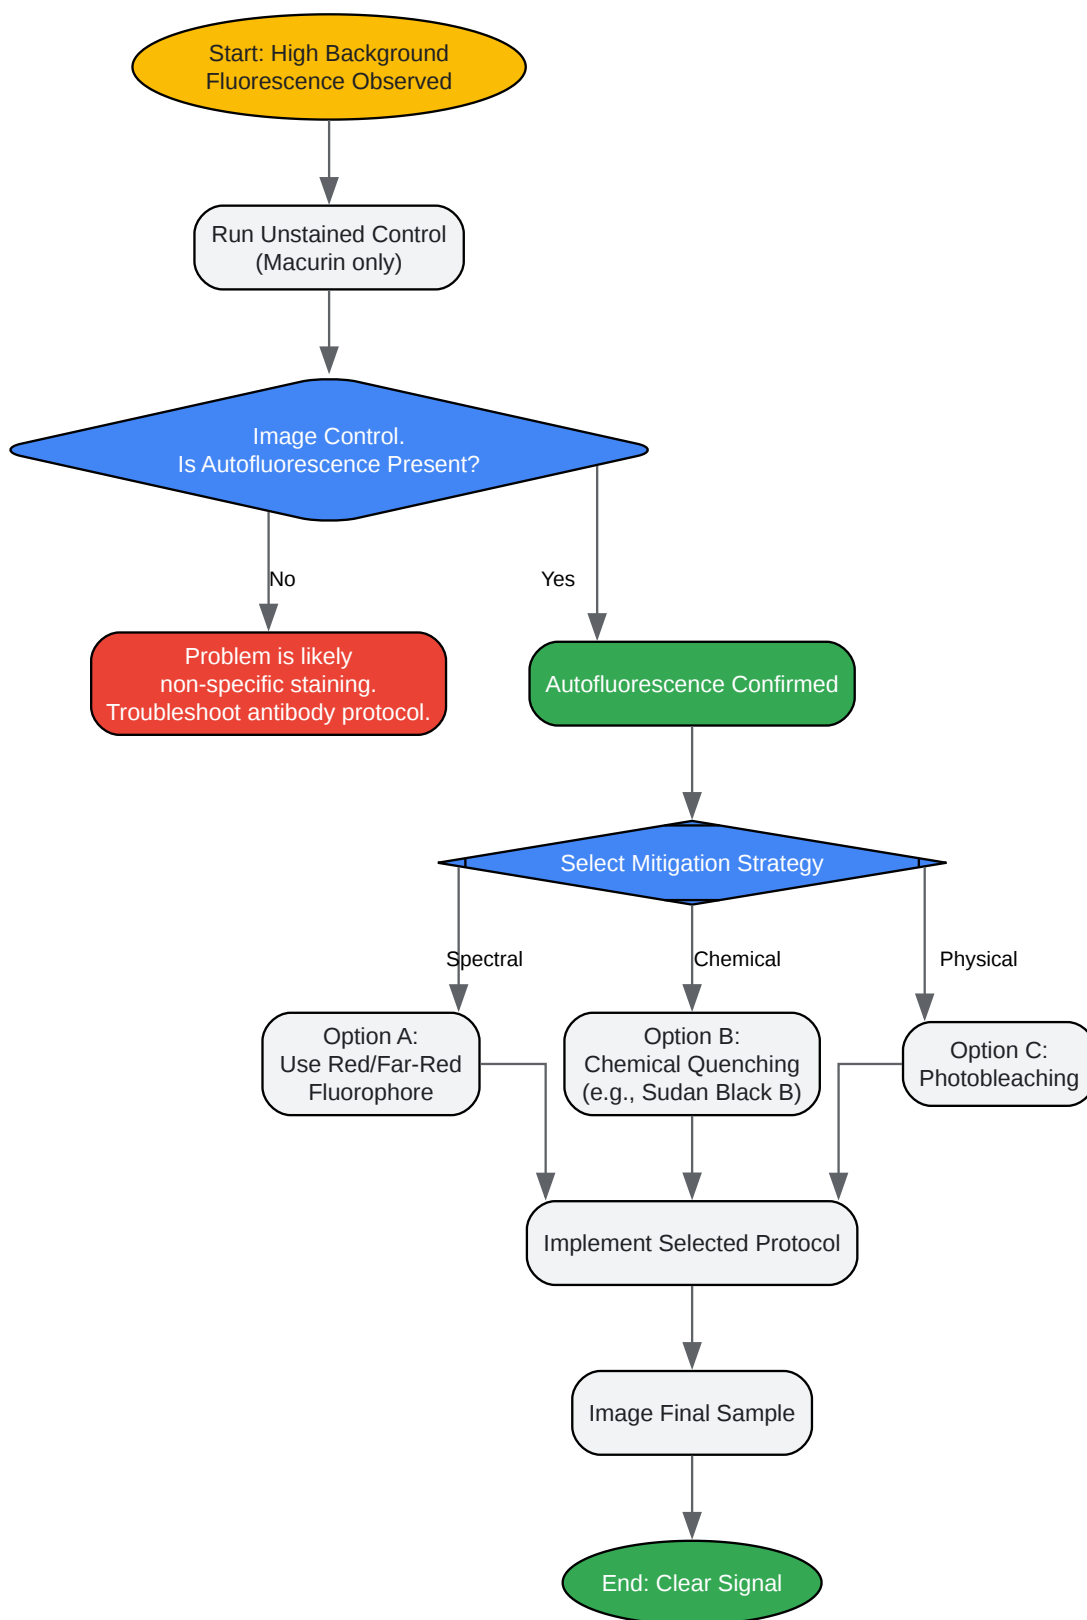 Start: High Background
Fluorescence Observed
Run Unstained Control
(Macurin only)
Image Control.
Is Autofluorescence Present?
No
Yes
Problem is likely
non-specific staining.
Troubleshoot antibody protocol.
Autofluorescence Confirmed
Select Mitigation Strategy
Spectral
Chemical
Physical
Option A:
Use Red/Far-Red
Fluorophore
Option B:
Chemical Quenching
(e.g., Sudan Black B)
Option C:
Photobleaching
Implement Selected Protocol
Image Final Sample
End: Clear Signal